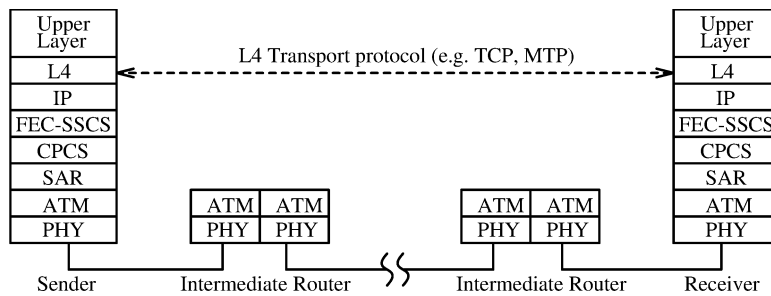 Upper
Layer
L4
IP
FEC-SSCS
CPCS
SAR
ATM
PHY
L4 Transport protocol (e.g. TCP, MTP)
ATM ATM
PHY PHY
ATM ATM
PHY PHY
Upper
Layer
L4
IP
FEC-SSCS
CPCS
SAR
ATM
PHY
Sender Intermediate Router Intermediate Router Receiver